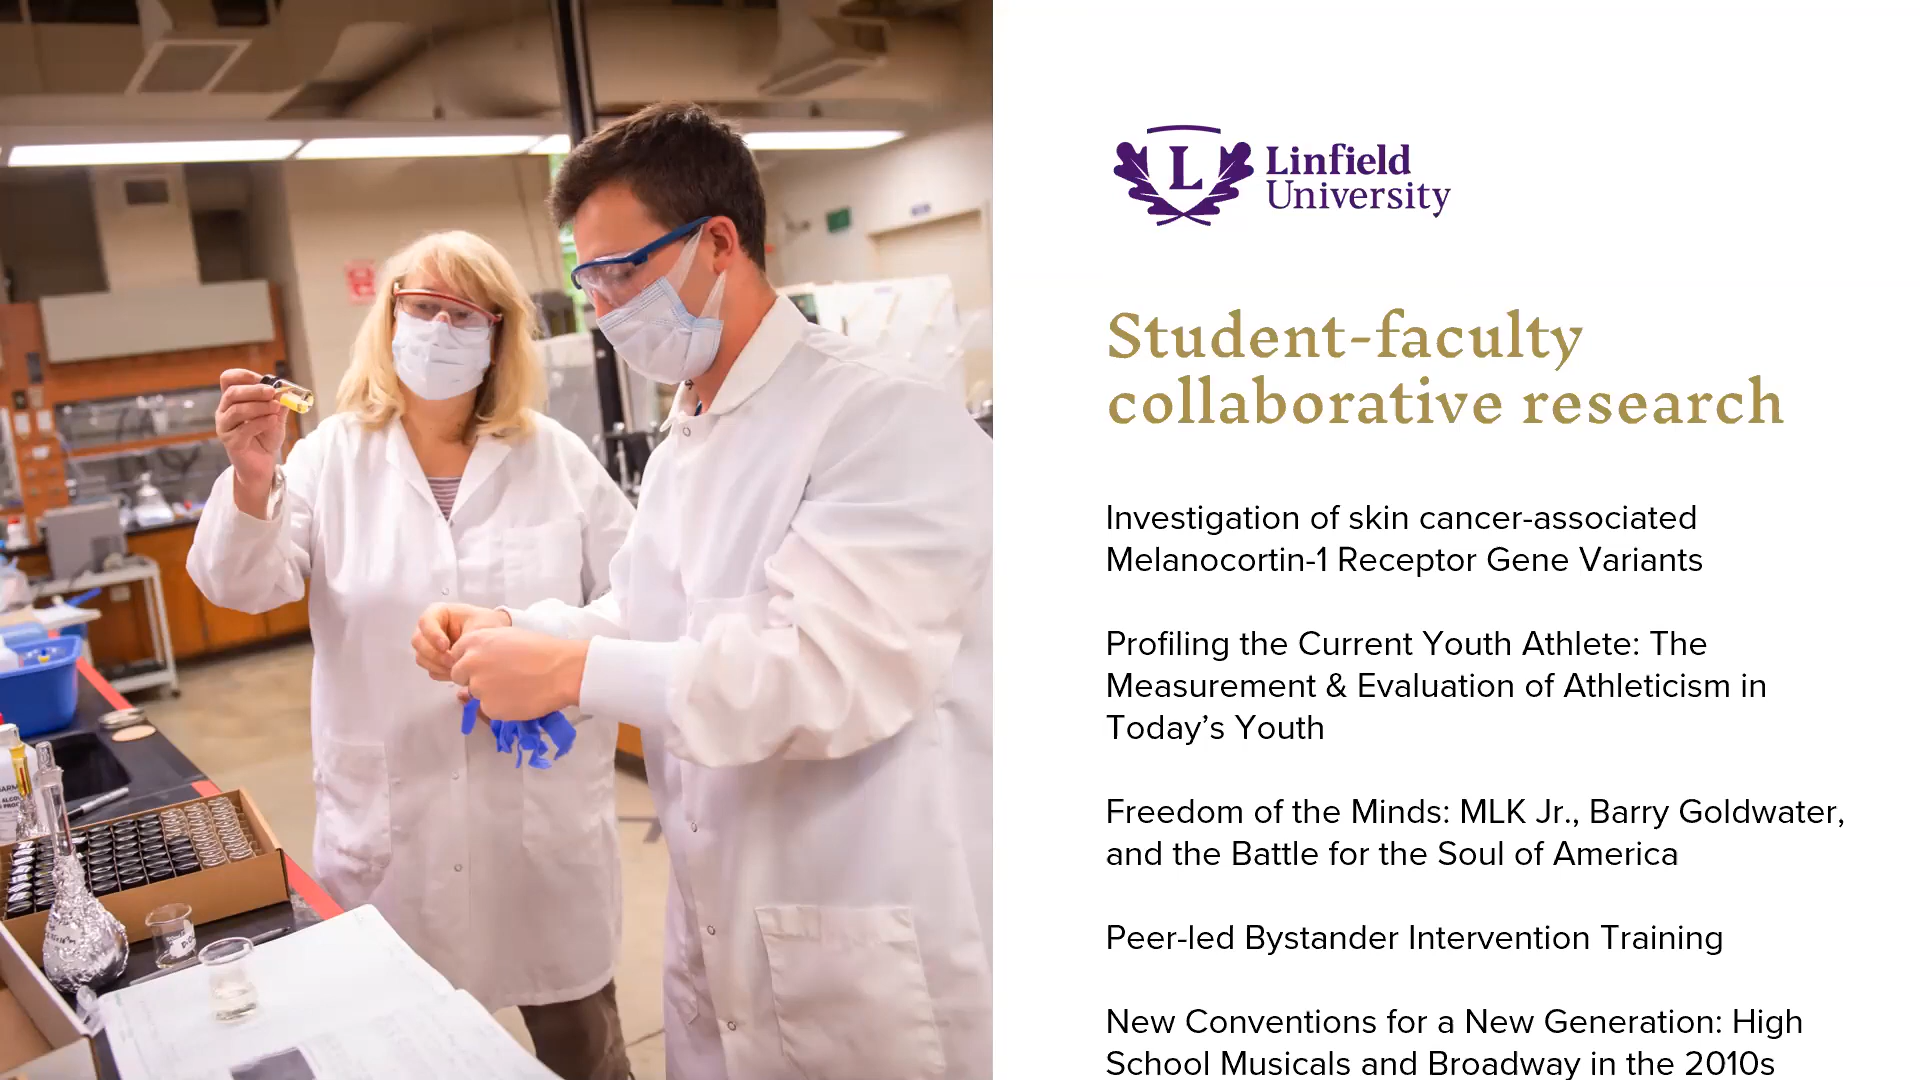 L
Linfield
University
Student-faculty
collaborative research
Investigation of skin cancer-associated
Melanocortin-1 Receptor Gene Variants
Profiling the Current Youth Athlete: The
Measurement & Evaluation of Athleticism in
Today’s Youth
Freedom of the Minds: MLK Jr., Barry Goldwater,
and the Battle for the Soul of America
Peer-led Bystander Intervention Training
New Conventions for a New Generation: High
School Musicals and Broadway in the 2010s